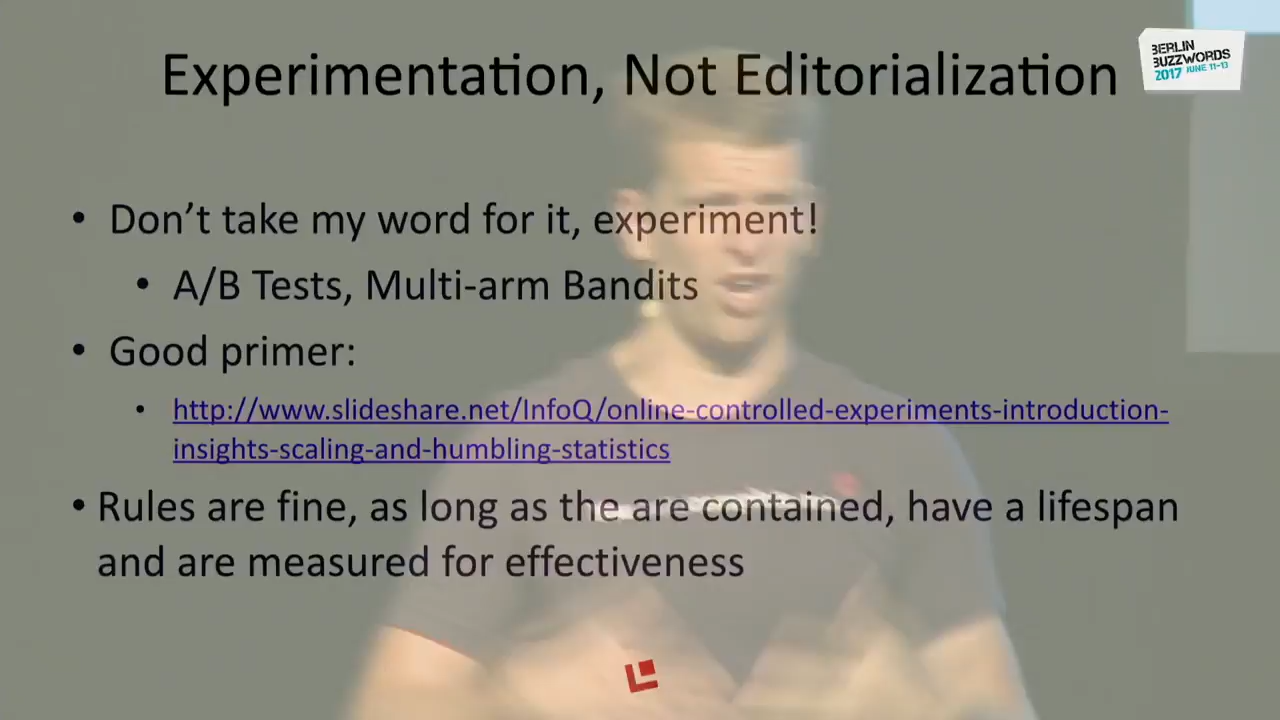 Experimentation, Not Editorialization
BERLIN
BUZZWORDS
2017 JUNE 11-13
• Don’t take my word for it, experiment!
• A/B Tests, Multi-arm Bandits
• Good primer:
• http://www.slideshare.net/InfoQ/online-controlled-experiments-introduction-
insights-scaling-and-humbling-statistics
• Rules are fine, as long as the are contained, have a lifespan
and are measured for effectiveness